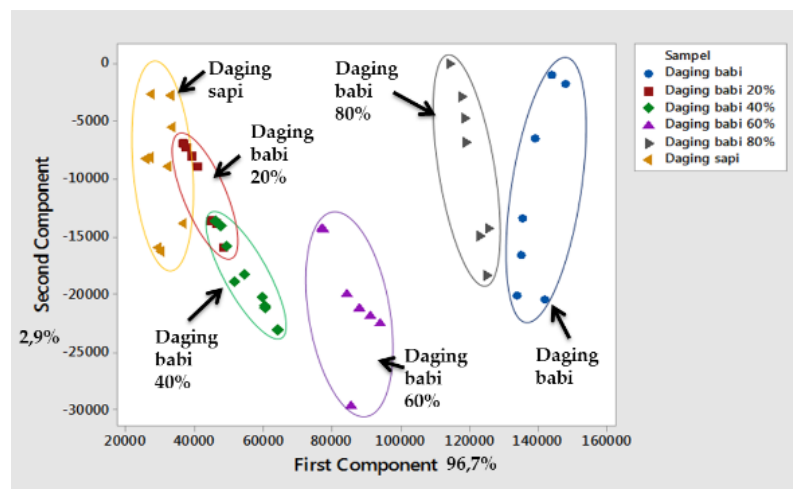 Daging
sapi
Daging
babi
80%
Daging
babi
20%
Daging
babi
40%
Daging
babi
60%
Daging
babi
Sampel
Daging babi
Daging babi 20%
Daging babi 40%
Daging babi 60%
Daging babi 80%
Daging sapi
Second Component
2,9%
0
-5000
-10000
-15000
-20000
-25000
-30000
20000 40000 60000 80000 100000 120000 140000 160000
First Component 96,7%